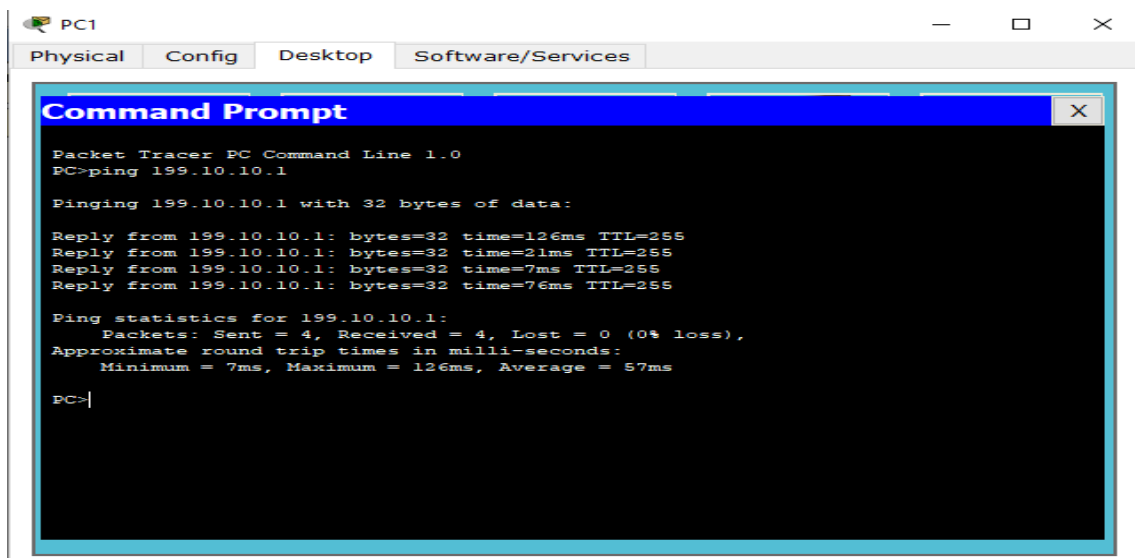 PC1
Physical Config Desktop Software/Services
Command Prompt X
Packet Tracer PC Command Line 1.0
PC>ping 199.10.10.1
Pinging 199.10.10.1 with 32 bytes of data:
Reply from 199.10.10.1: bytes=32 time=126ms TTL=255
Reply from 199.10.10.1: bytes=32 time=21ms TTL=255
Reply from 199.10.10.1: bytes=32 time=7ms TTL=255
Reply from 199.10.10.1: bytes=32 time=76ms TTL=255
Ping statistics for 199.10.10.1:
Packets: Sent = 4, Received = 4, Lost = 0 (0% loss),
Approximate round trip times in milli-seconds:
Minimum = 7ms, Maximum = 126ms, Average = 57ms
PC>